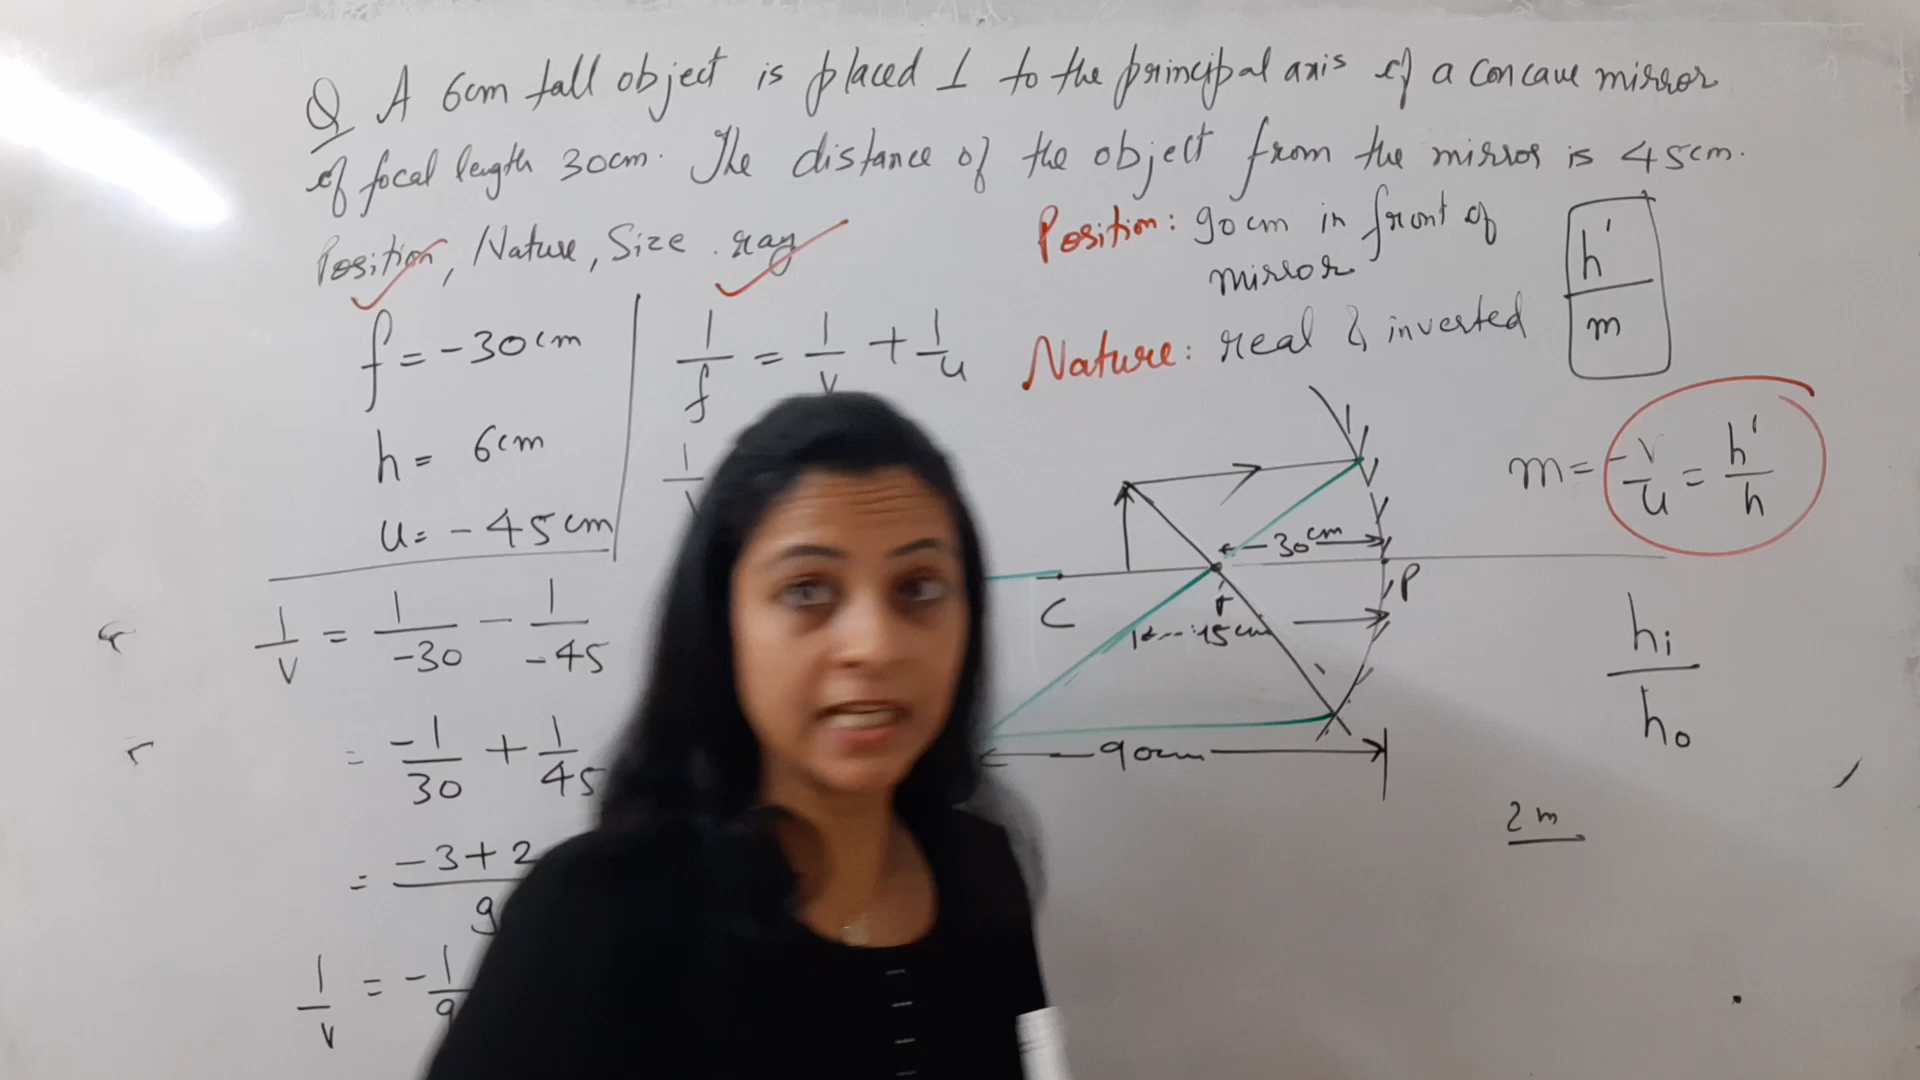 Q A 6cm tall object is placed ⊥ to the principal axis of a concave mirror
of focal length 30cm. The distance of the object from the mirror is 45cm.
Position, Nature, Size. ray
Position: 90cm in front of
mirror
Nature: real & inverted
h'
m
f = -30cm
h = 6cm
u = -45cm
1/f = 1/v + 1/u
1/v = 1/-30 - 1/-45
= -1/30 + 1/45
= -3+2
1/v = -1
m = -v/u = h'/h
30cm
C
P
15cm
90cm
hi/ho
2m